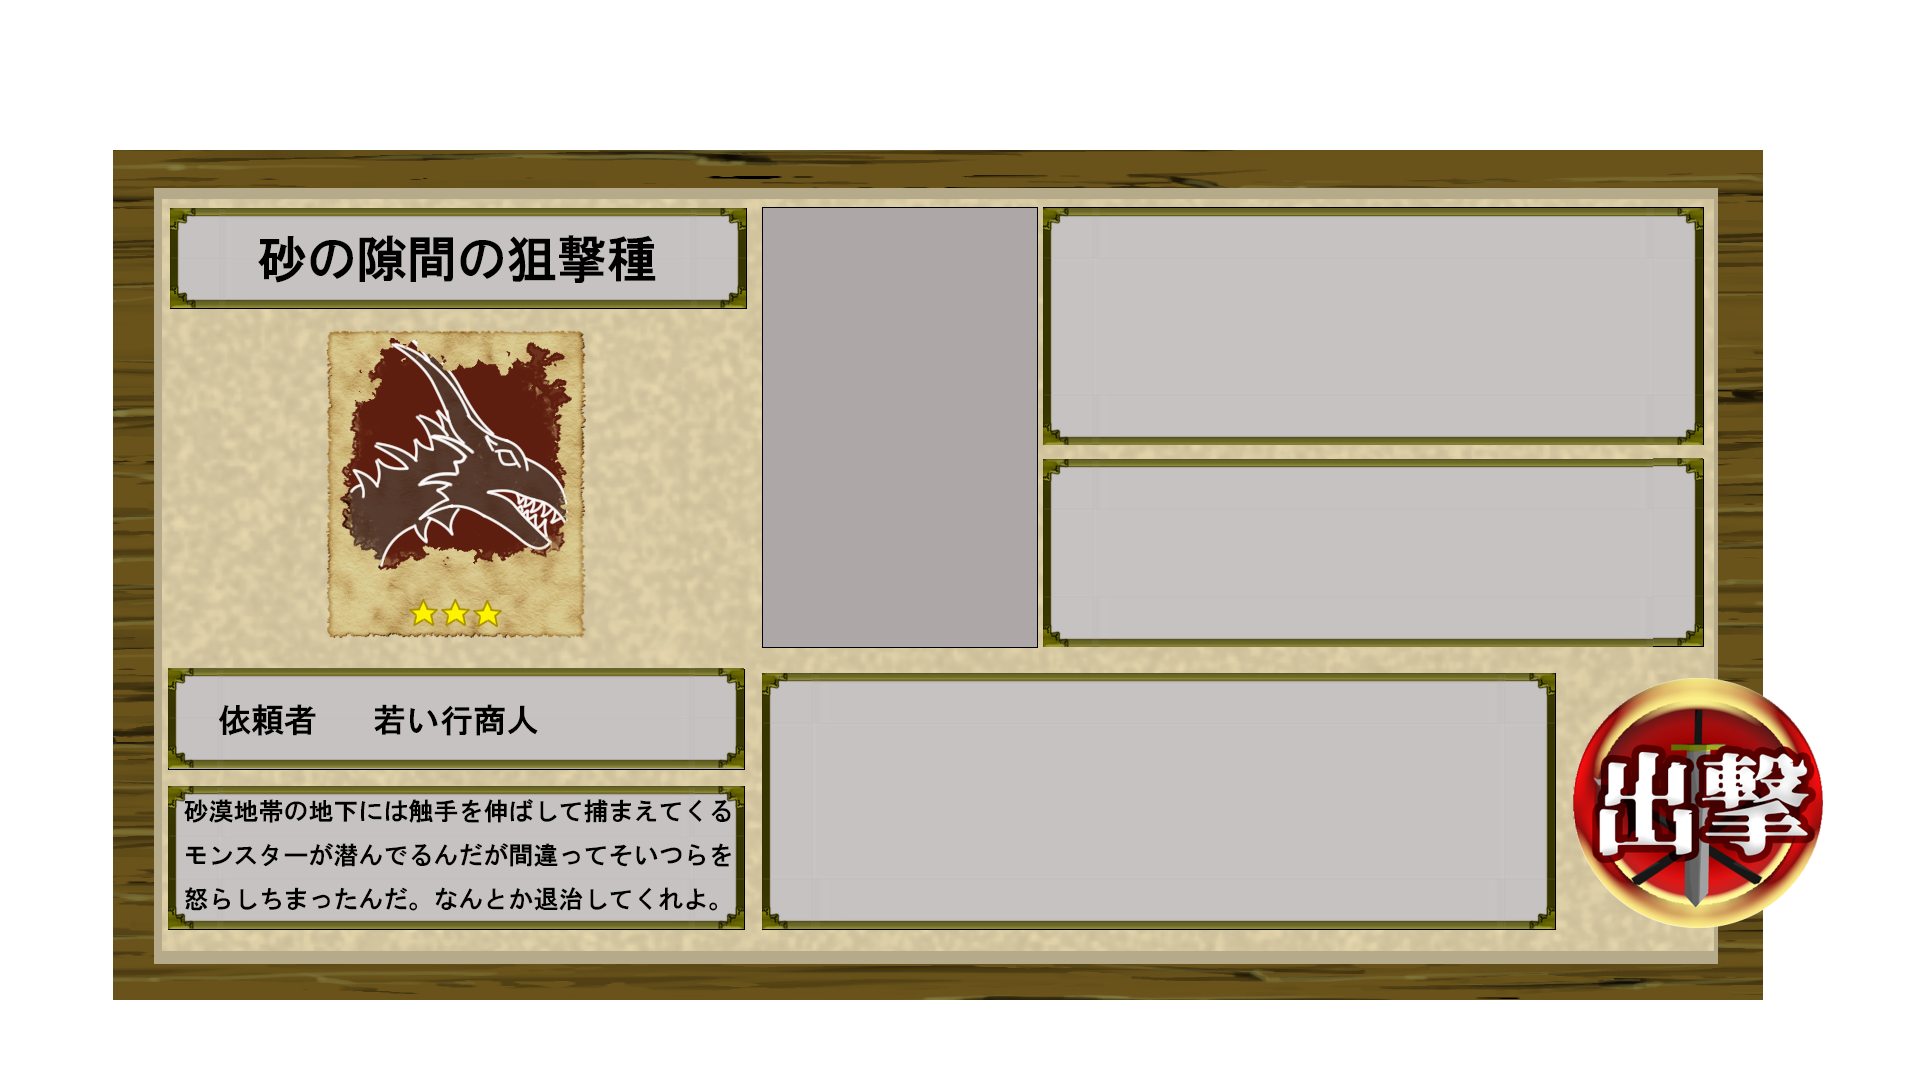 砂の隙間の狙撃種
依頼者　若い行商人
砂漠地帯の地下には触手を伸ばして捕まえてくる
モンスターが潜んでるんだが間違ってそいつらを
怒らしちまったんだ。なんとか退治してくれよ。
出撃